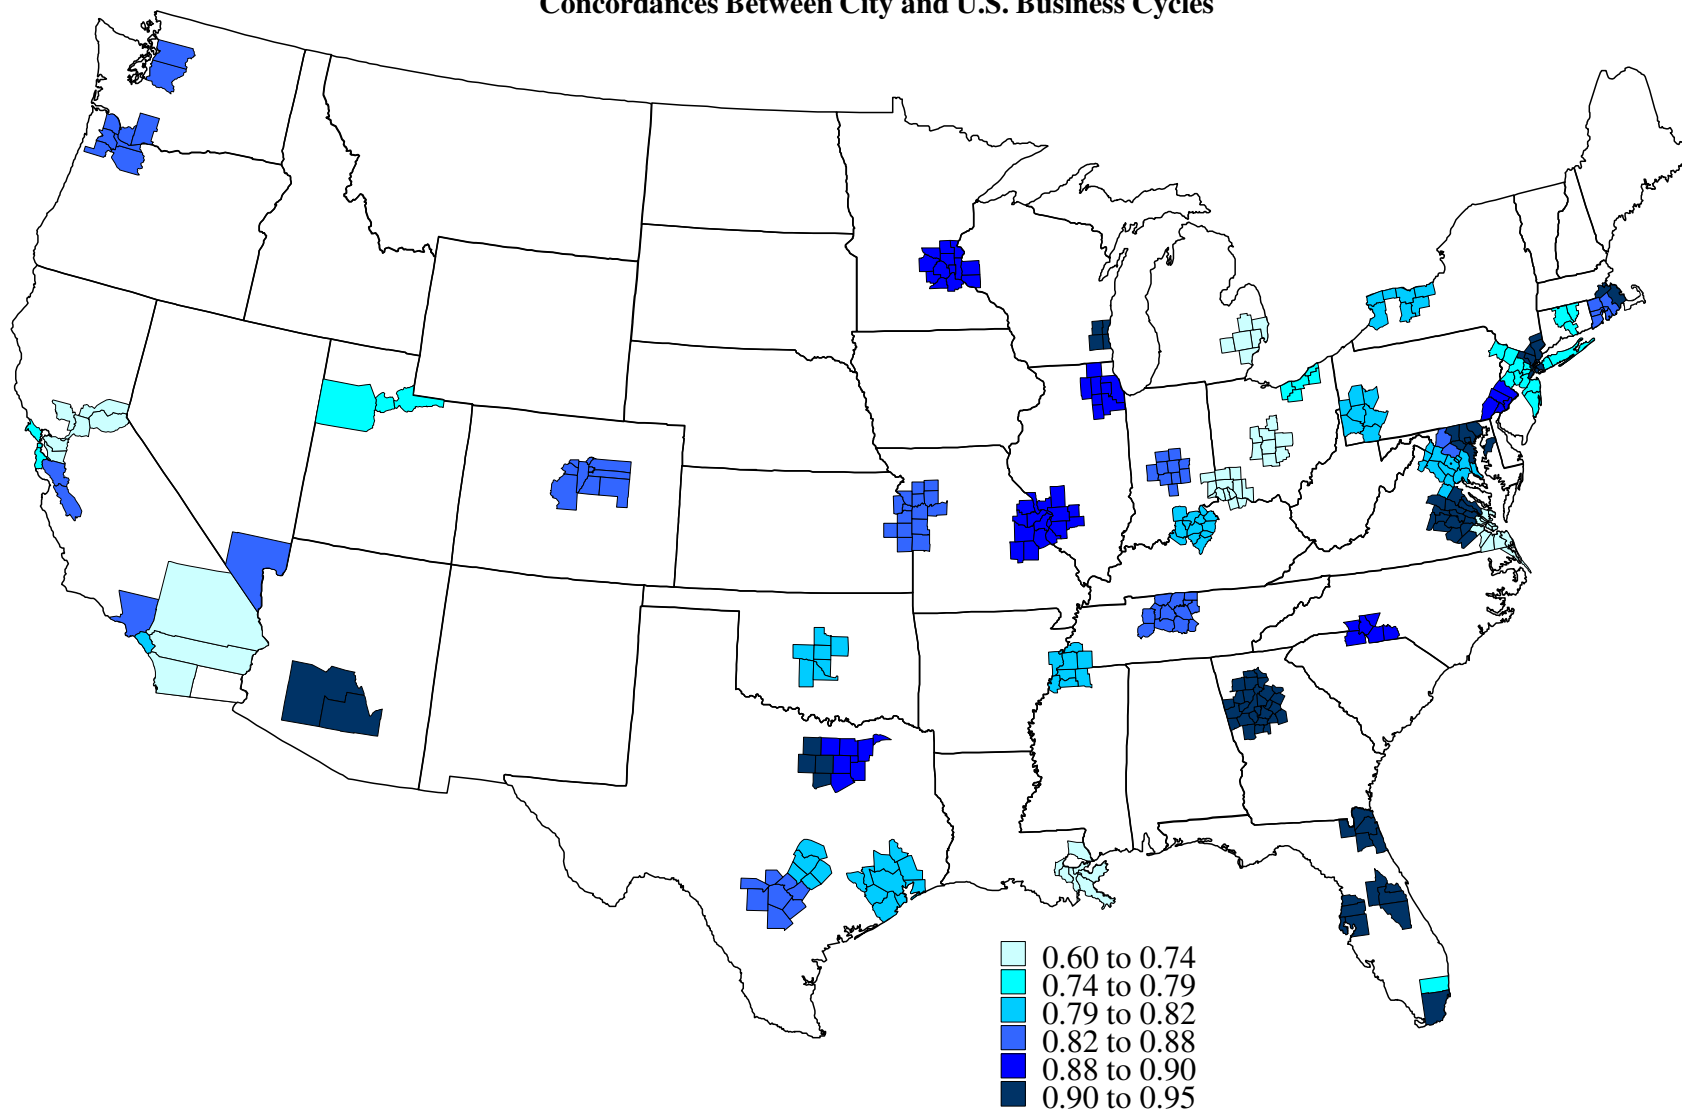 Concordances Between City and U.S. Business Cycles
0.60 to 0.74
0.74 to 0.79
0.79 to 0.82
0.82 to 0.88
0.88 to 0.90
0.90 to 0.95